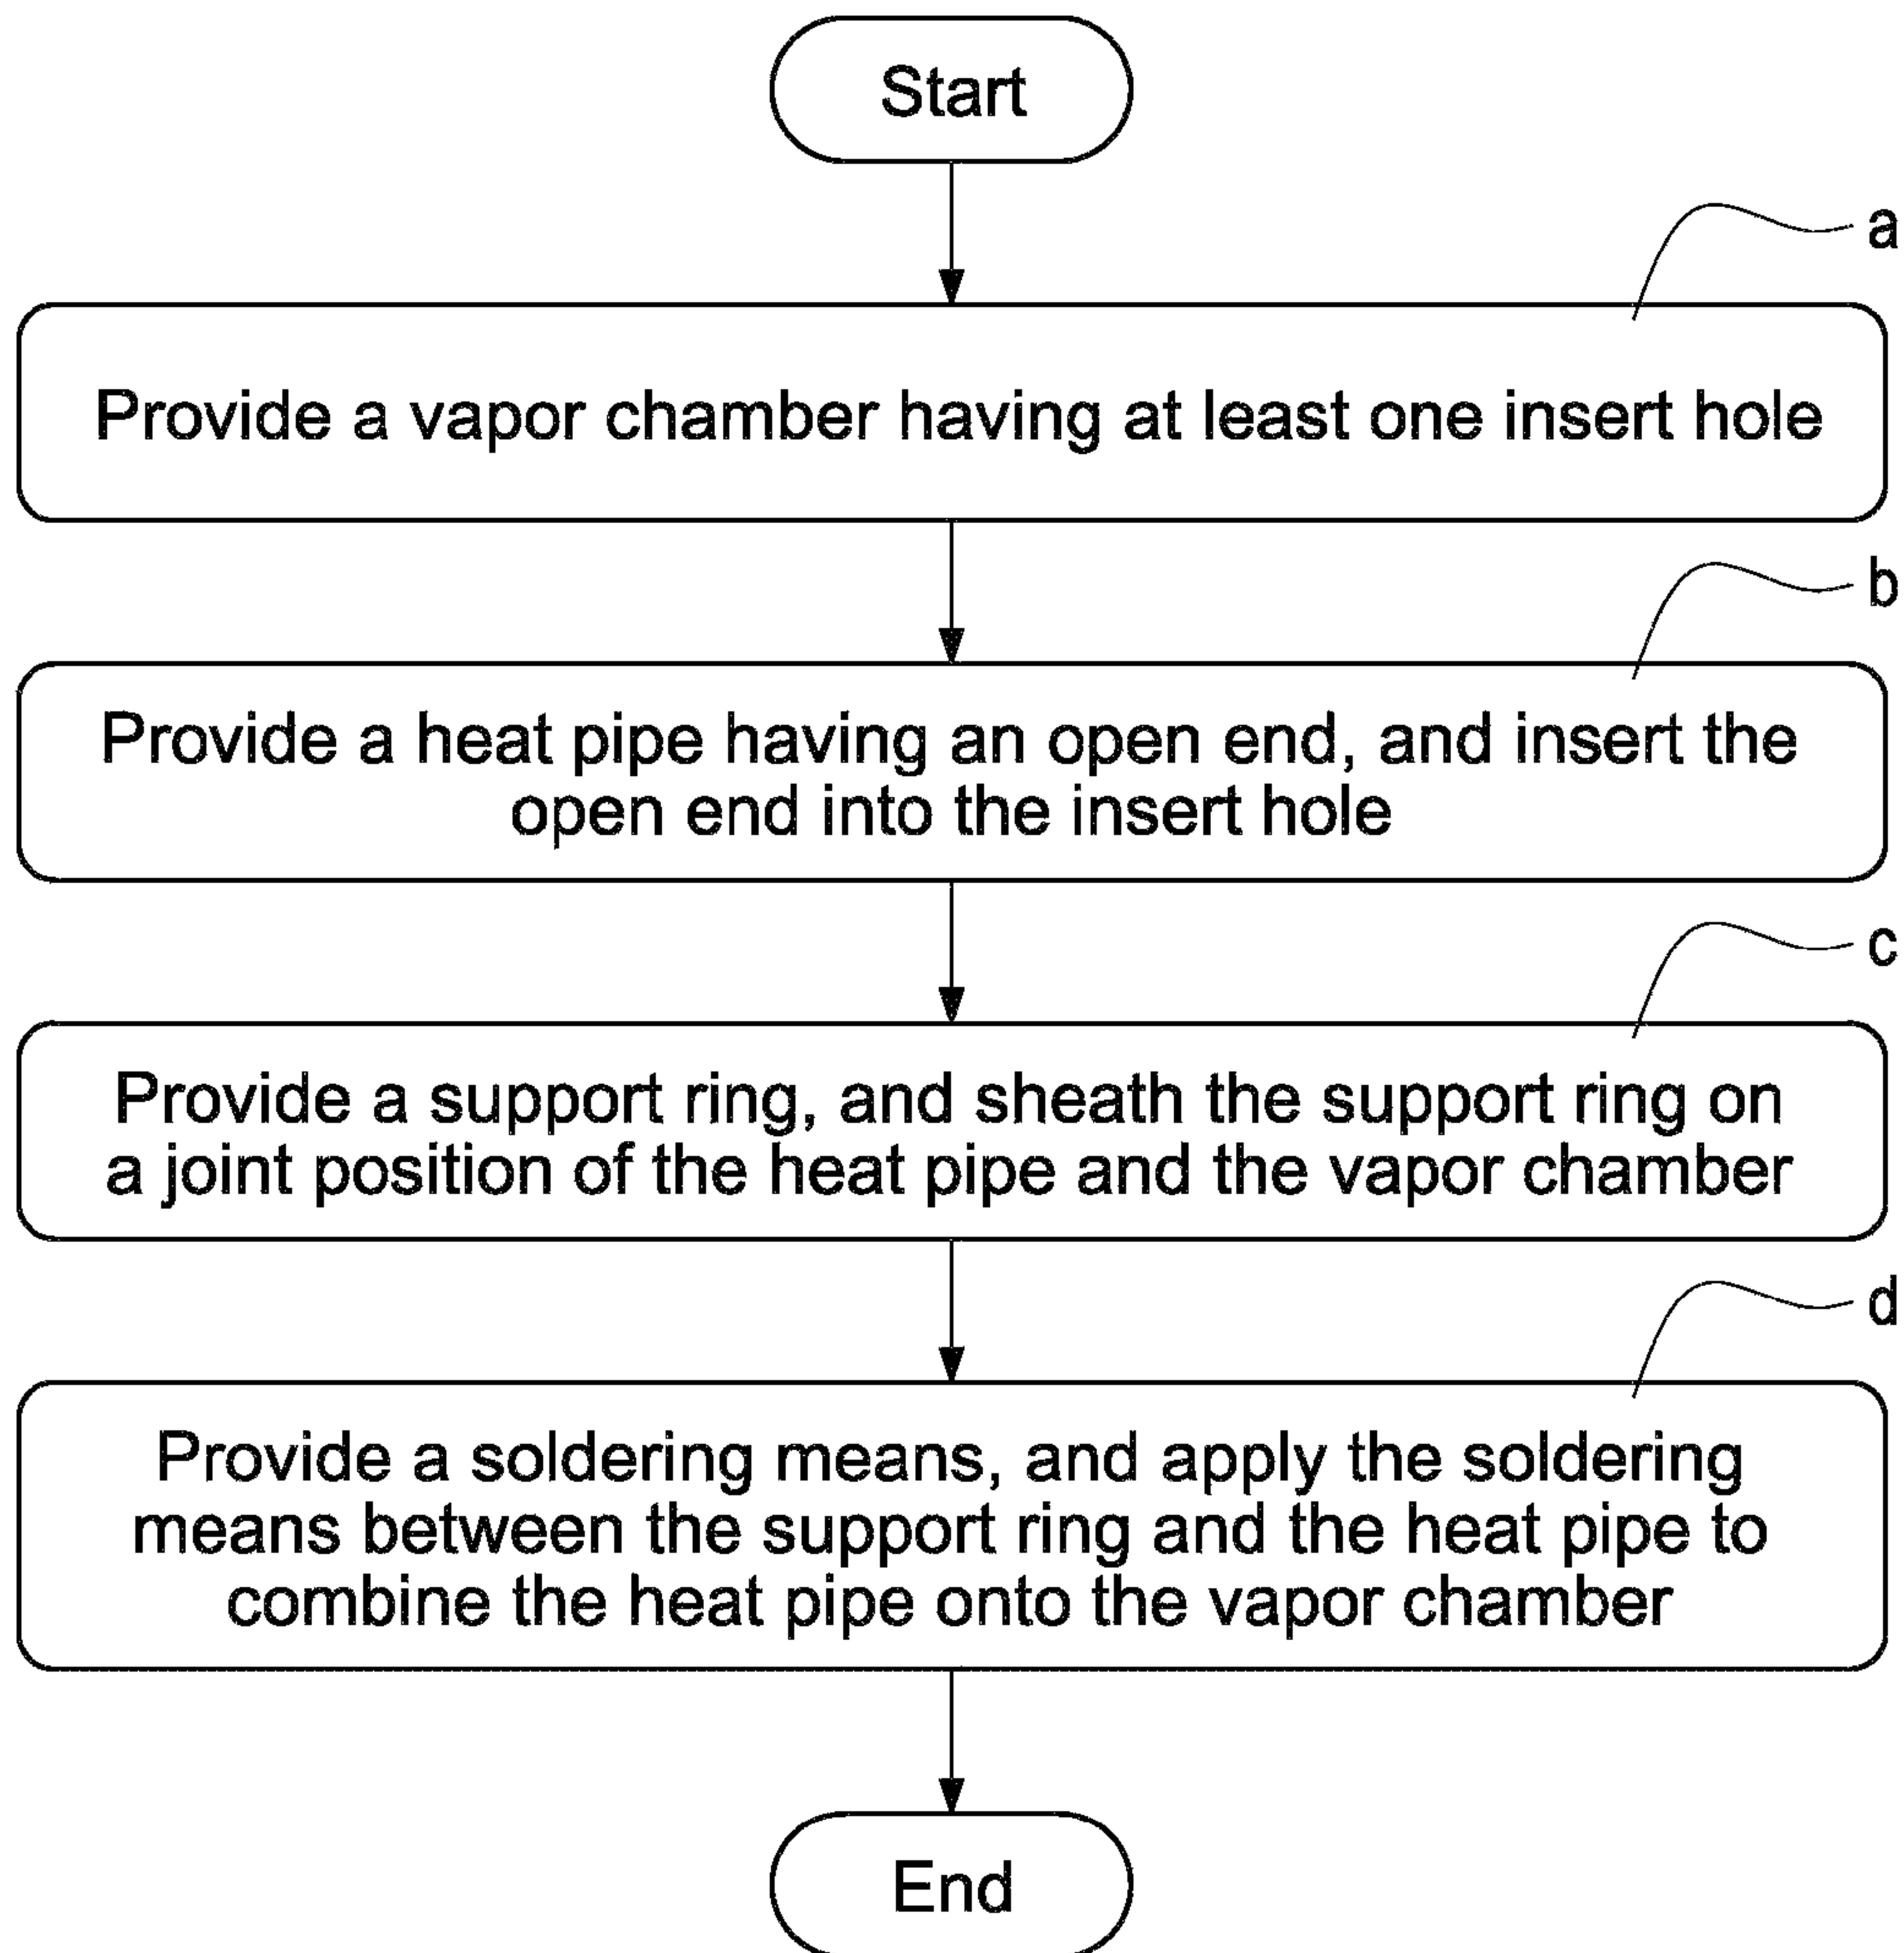 Start
a
Provide a vapor chamber having at least one insert hole
b
Provide a heat pipe having an open end, and insert the
open end into the insert hole
c
Provide a support ring, and sheath the support ring on
a joint position of the heat pipe and the vapor chamber
d
Provide a soldering means, and apply the soldering
means between the support ring and the heat pipe to
combine the heat pipe onto the vapor chamber
End